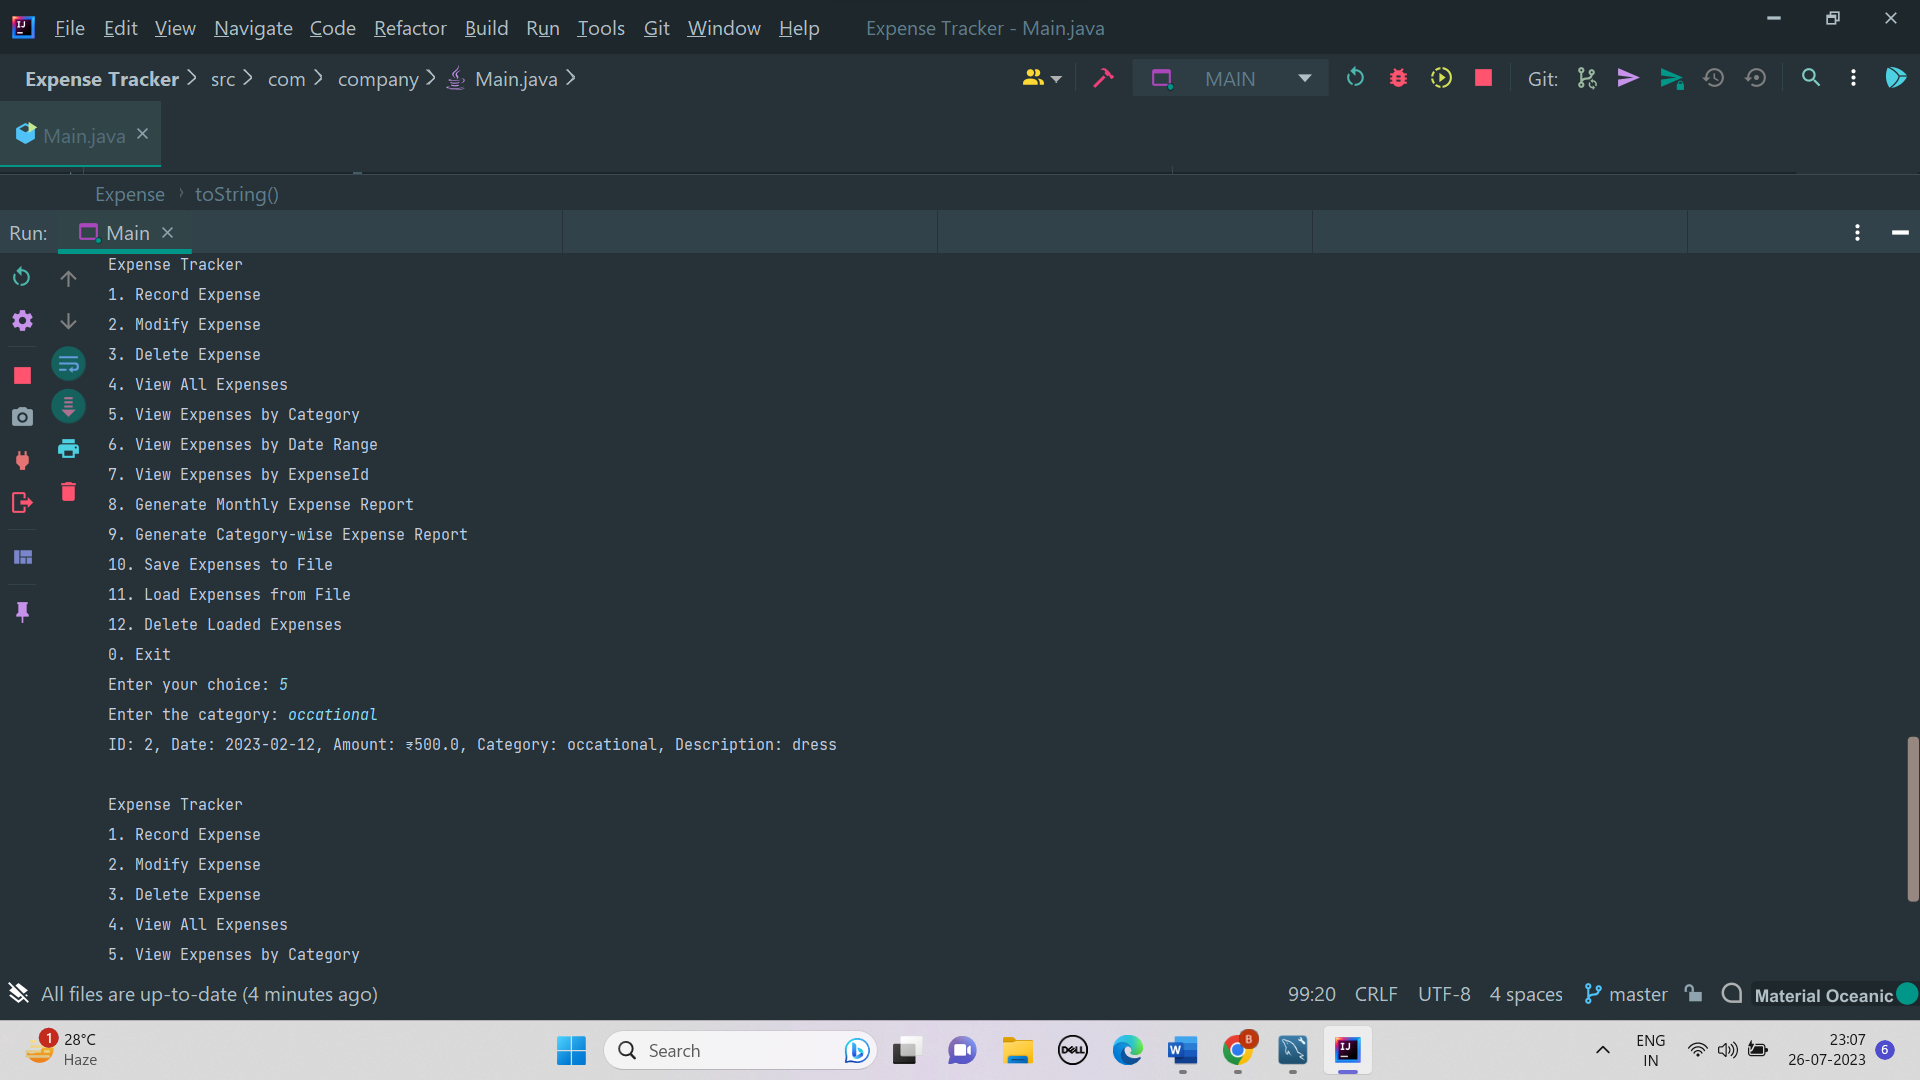 File Edit View Navigate Code Refactor Build Run Tools Git Window Help Expense Tracker - Main.java
Expense Tracker src com company Main.java MAIN Git:
Main.java
Expense toString()
Run: Main
Expense Tracker
1. Record Expense
2. Modify Expense
3. Delete Expense
4. View All Expenses
5. View Expenses by Category
6. View Expenses by Date Range
7. View Expenses by ExpenseId
8. Generate Monthly Expense Report
9. Generate Category-wise Expense Report
10. Save Expenses to File
11. Load Expenses from File
12. Delete Loaded Expenses
0. Exit
Enter your choice: 5
Enter the category: occational
ID: 2, Date: 2023-02-12, Amount: ₹500.0, Category: occational, Description: dress
Expense Tracker
1. Record Expense
2. Modify Expense
3. Delete Expense
4. View All Expenses
5. View Expenses by Category
All files are up-to-date (4 minutes ago) 99:20 CRLF UTF-8 4 spaces master Material Oceanic
1 28°C Haze Search DELL W B IJ ENG IN 23:07 26-07-2023 6